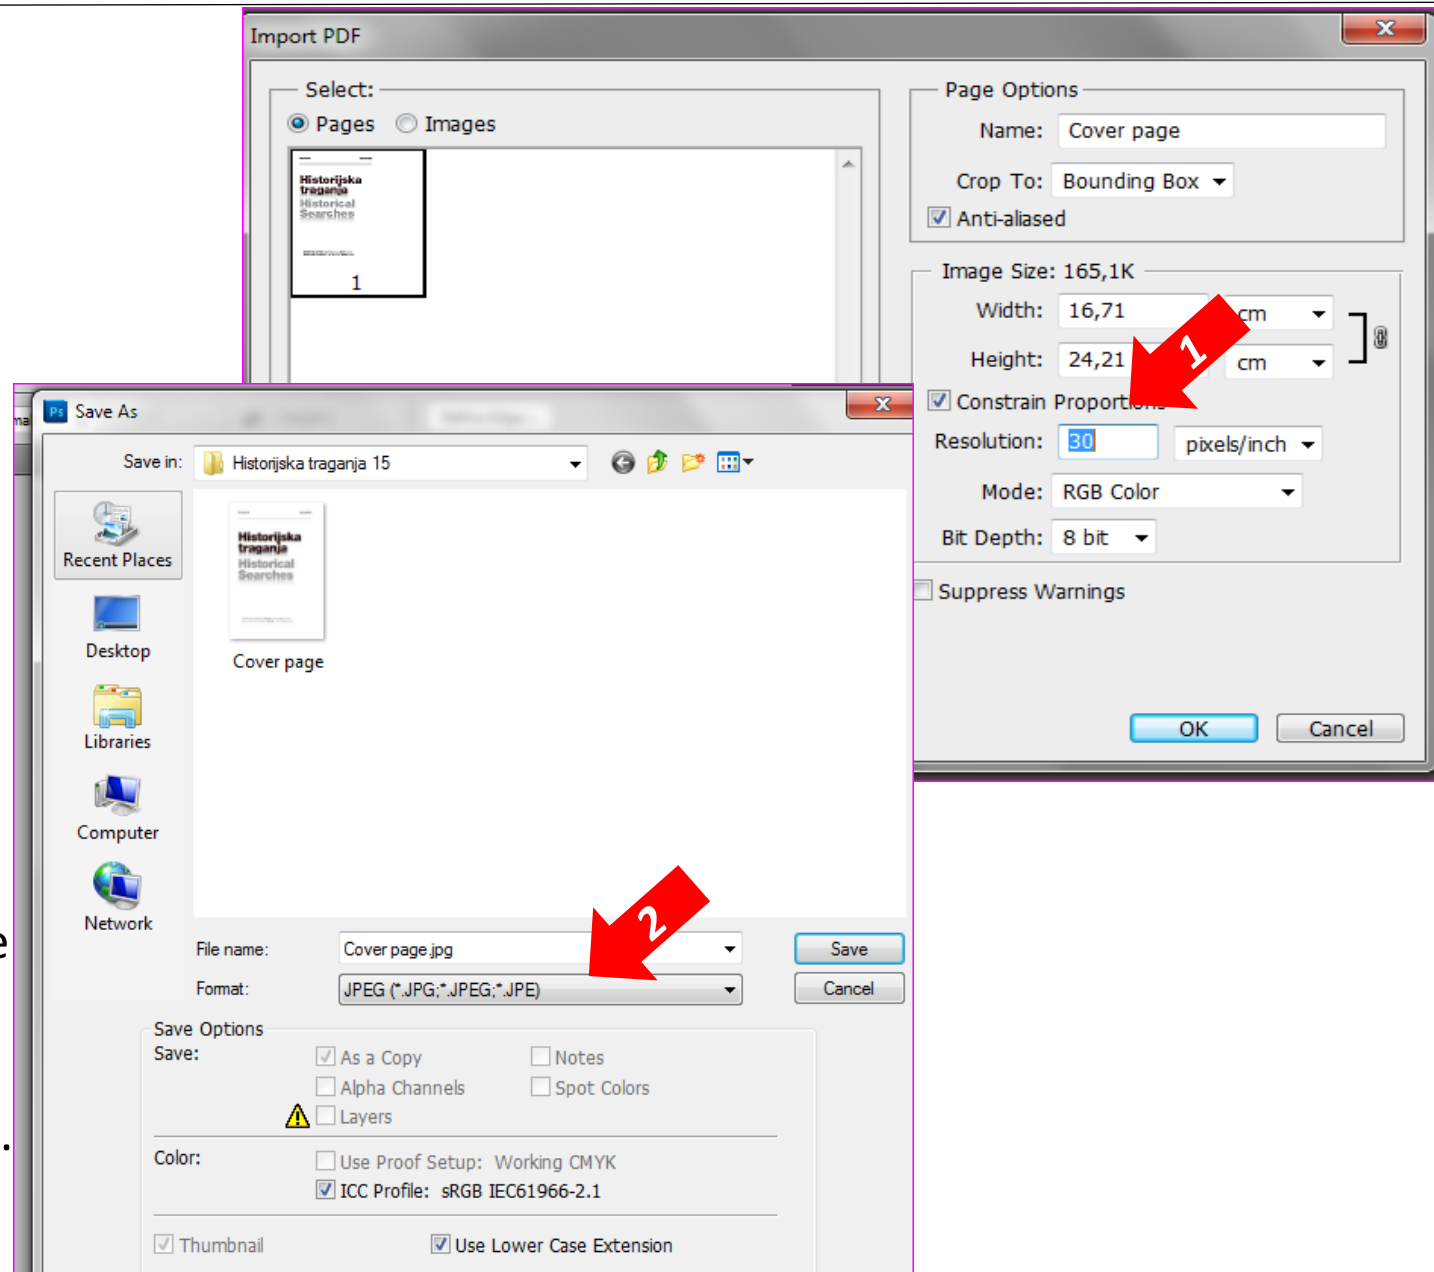 Import PDF
Select:
Pages Images
Historijska
traganja
Historical
Searches
1
Page Options
Name: Cover page
Crop To: Bounding Box
Anti-aliased
Image Size: 165,1K
Width: 16,71 cm
Height: 24,21 cm
1
Constrain Proportions
Resolution: 30 pixels/inch
Mode: RGB Color
Bit Depth: 8 bit
Suppress Warnings
OK Cancel
Ps Save As
Save in: Historijska traganja 15
Recent Places
Desktop
Libraries
Computer
Network
Historijska
traganja
Historical
Searches
Cover page
2
e
File name: Cover page.jpg Save
Format: JPEG (*.JPG;*.JPEG;*.JPE) Cancel
Save Options
Save: As a Copy Notes
Alpha Channels Spot Colors
Layers
.
Color: Use Proof Setup: Working CMYK
ICC Profile: sRGB IEC61966-2.1
Thumbnail Use Lower Case Extension